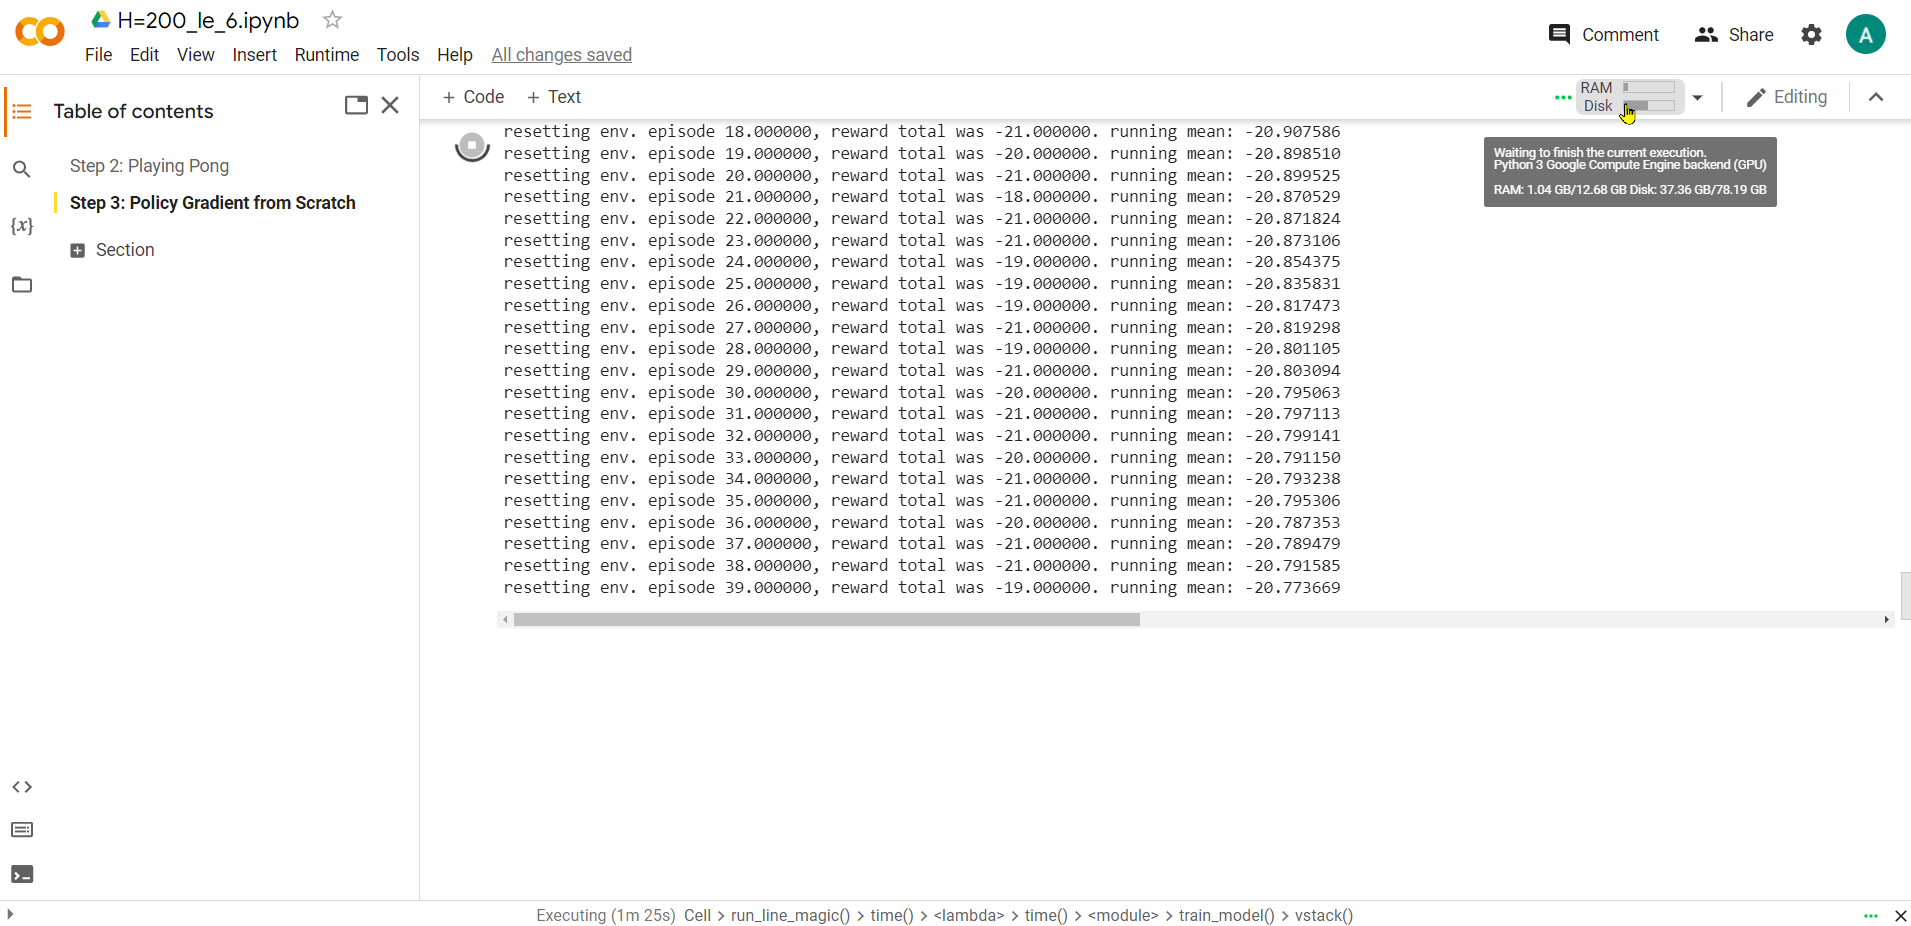 H=200_le_6.ipynb
File Edit View Insert Runtime Tools Help All changes saved
Comment Share A
Table of contents
Step 2: Playing Pong
Step 3: Policy Gradient from Scratch
Section
{x}
+ Code + Text
RAM
Disk
Editing
Waiting to finish the current execution.
Python 3 Google Compute Engine backend (GPU)
RAM: 1.04 GB/12.68 GB Disk: 37.36 GB/78.19 GB
resetting env. episode 18.000000, reward total was -21.000000. running mean: -20.907586
resetting env. episode 19.000000, reward total was -20.000000. running mean: -20.898510
resetting env. episode 20.000000, reward total was -21.000000. running mean: -20.899525
resetting env. episode 21.000000, reward total was -18.000000. running mean: -20.870529
resetting env. episode 22.000000, reward total was -21.000000. running mean: -20.871824
resetting env. episode 23.000000, reward total was -21.000000. running mean: -20.873106
resetting env. episode 24.000000, reward total was -19.000000. running mean: -20.854375
resetting env. episode 25.000000, reward total was -19.000000. running mean: -20.835831
resetting env. episode 26.000000, reward total was -19.000000. running mean: -20.817473
resetting env. episode 27.000000, reward total was -21.000000. running mean: -20.819298
resetting env. episode 28.000000, reward total was -19.000000. running mean: -20.801105
resetting env. episode 29.000000, reward total was -21.000000. running mean: -20.803094
resetting env. episode 30.000000, reward total was -20.000000. running mean: -20.795063
resetting env. episode 31.000000, reward total was -21.000000. running mean: -20.797113
resetting env. episode 32.000000, reward total was -21.000000. running mean: -20.799141
resetting env. episode 33.000000, reward total was -20.000000. running mean: -20.791150
resetting env. episode 34.000000, reward total was -21.000000. running mean: -20.793238
resetting env. episode 35.000000, reward total was -21.000000. running mean: -20.795306
resetting env. episode 36.000000, reward total was -20.000000. running mean: -20.787353
resetting env. episode 37.000000, reward total was -21.000000. running mean: -20.789479
resetting env. episode 38.000000, reward total was -21.000000. running mean: -20.791585
resetting env. episode 39.000000, reward total was -19.000000. running mean: -20.773669
Executing (1m 25s) Cell > run_line_magic() > time() > <lambda> > time() > <module> > train_model() > vstack()